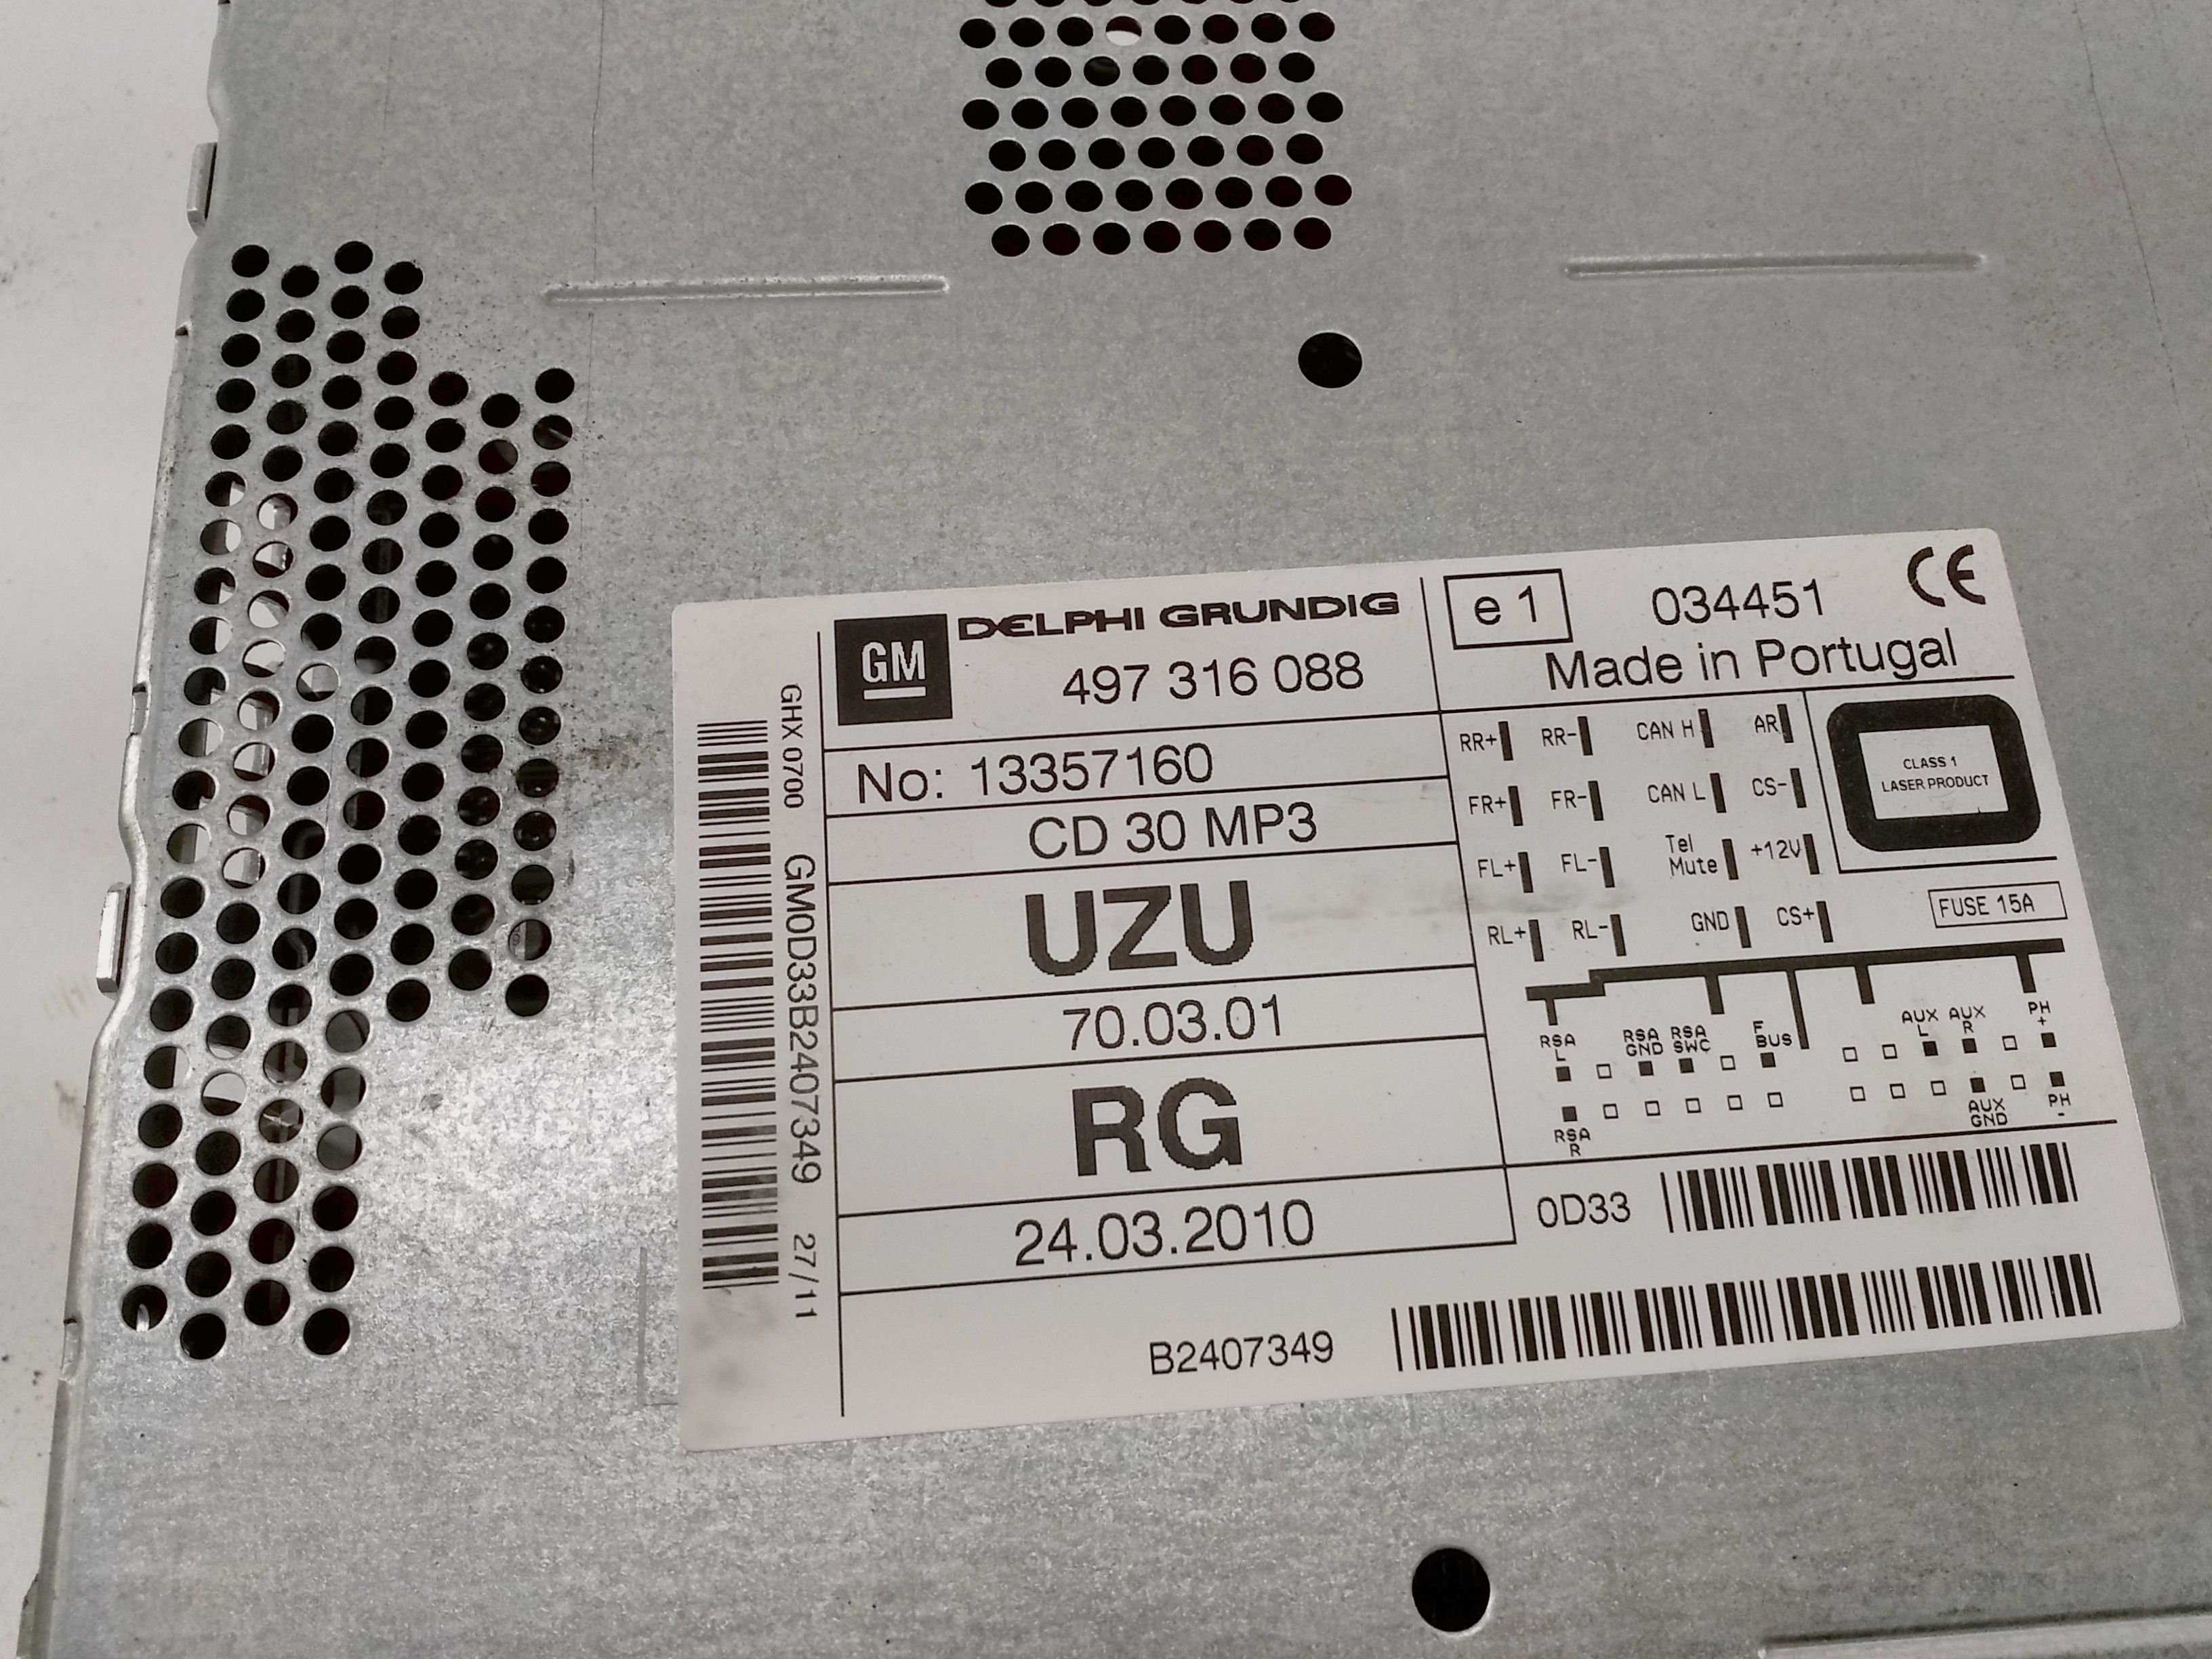 GM
DELPHI GRUNDIG
497 316 088
e 1
034451
CE
Made in Portugal
No: 13357160
CD 30 MP3
UZU
70.03.01
RG
24.03.2010
RR+ RR- CAN H AR
FR+ FR- CAN L CS-
FL+ FL- Tel Mute +12V
RL+ RL- GND CS+
CLASS 1
LASER PRODUCT
FUSE 15A
RSA L
RSA GND
RSA SWC
F BUS
AUX L
AUX R
PH +
RSA R
AUX GND
PH -
0D33
B2407349
GHX 0700 GM0D33B2407349 27/11